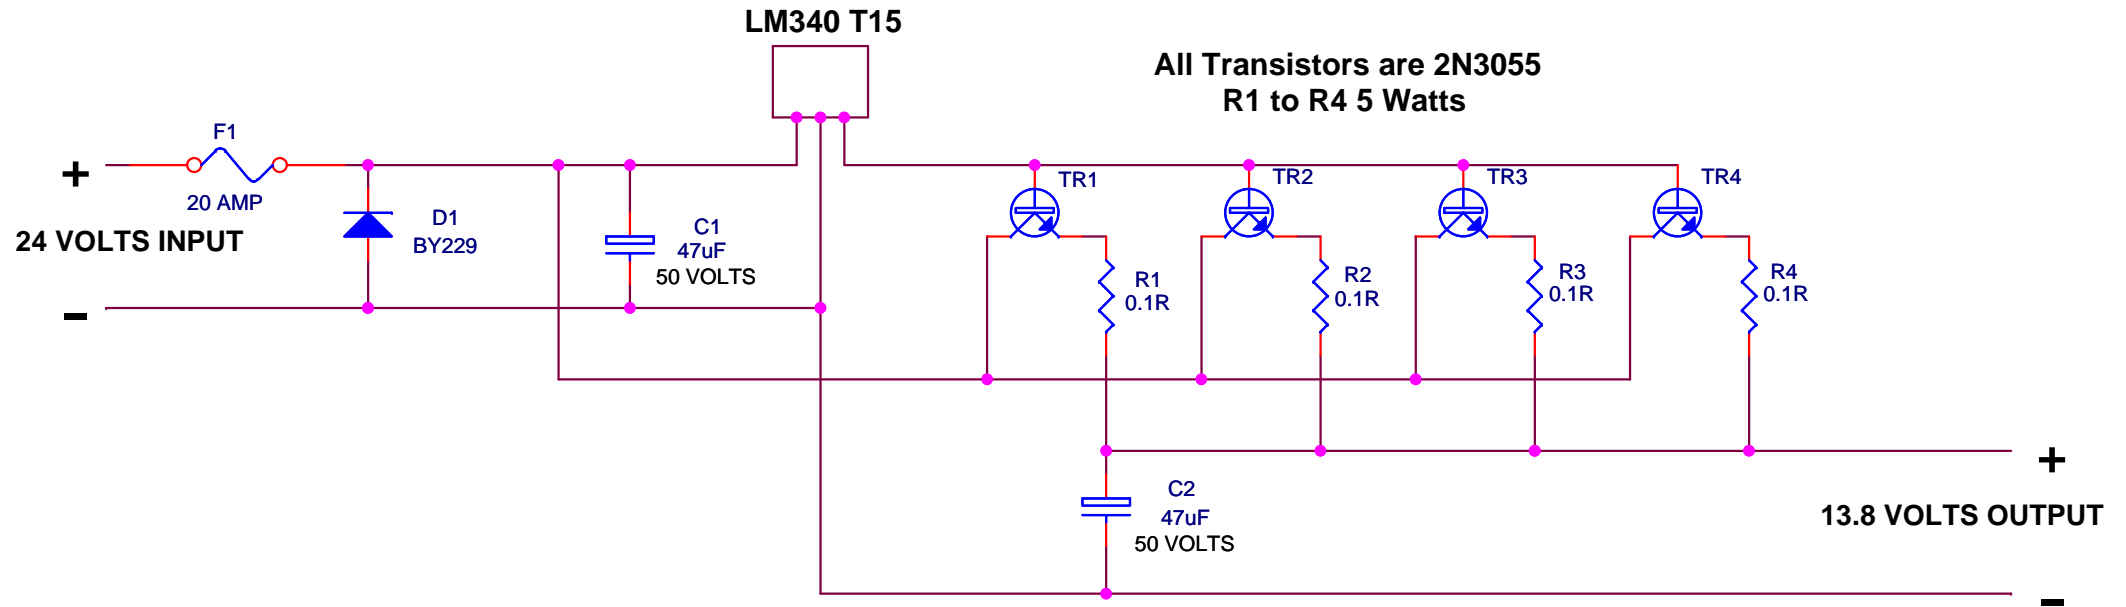 LM340 T15
All Transistors are 2N3055
R1 to R4 5 Watts
F1
20 AMP
+
24 VOLTS INPUT
-
D1
BY229
C1
47uF
50 VOLTS
TR1
TR2
TR3
TR4
R1
0.1R
R2
0.1R
R3
0.1R
R4
0.1R
C2
47uF
50 VOLTS
+
13.8 VOLTS OUTPUT
-